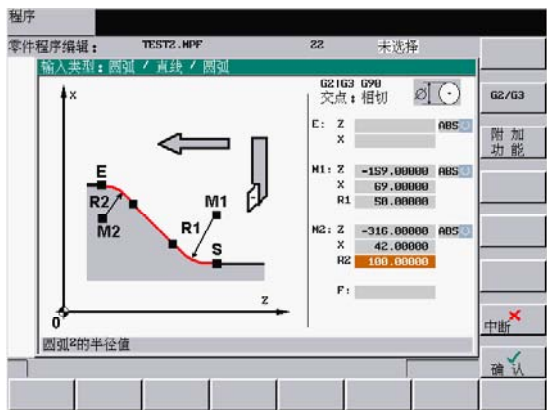 程序
零件程序编辑： TEST2.MPF 22 未选择
输入类型：圆弧 / 直线 / 圆弧
G2/G3
附 加
功 能
中断
确 认
x
E
R2
M2
M1
R1
S
z
0
G2|G3 G90
交点：相切
E: Z ABS
X
M1: Z -159.00000 ABS
X 69.00000
R1 50.00000
M2: Z -316.00000 ABS
X 42.00000
R2 100.00000
F:
圆弧2的半径值